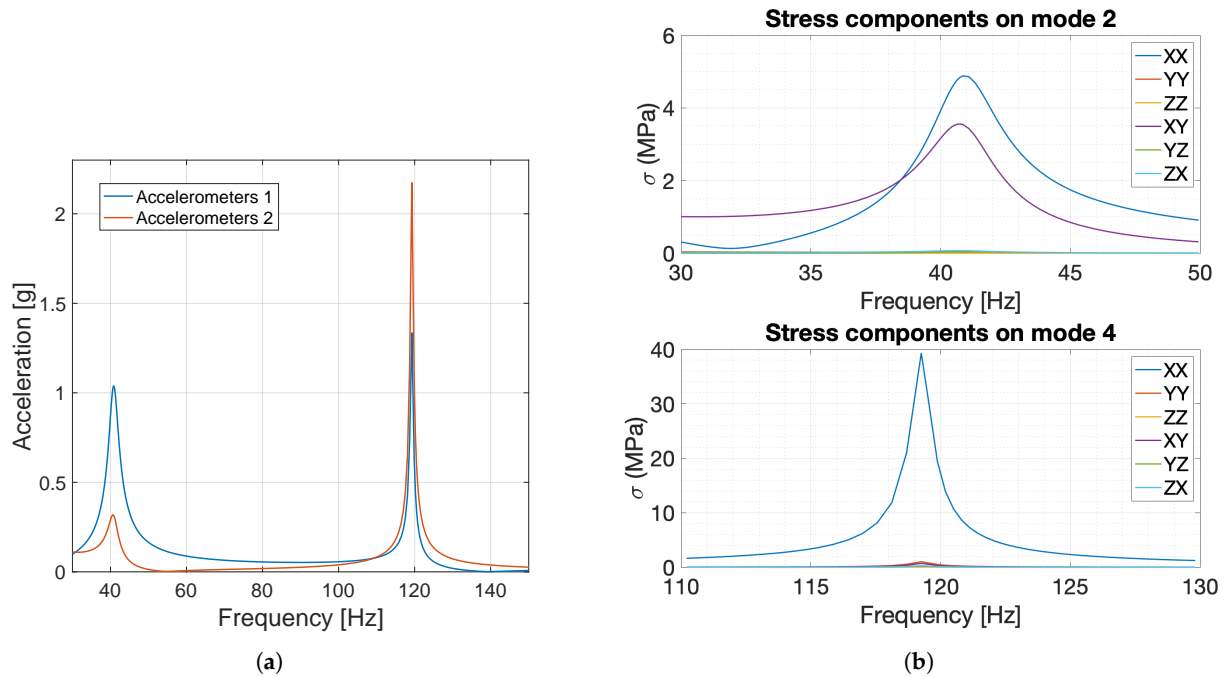 Accelerometers 1
Accelerometers 2
Acceleration [g]
2
1.5
1
0.5
0
40
60
80
100
120
140
Frequency [Hz]
(a)
Stress components on mode 2
σ (MPa)
6
4
2
0
30
35
40
45
50
Frequency [Hz]
XX
YY
ZZ
XY
YZ
ZX
Stress components on mode 4
σ (MPa)
40
30
20
10
0
110
115
120
125
130
Frequency [Hz]
XX
YY
ZZ
XY
YZ
ZX
(b)